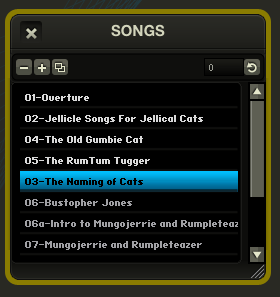 SONGS
0
01-Overture
02-Jellicle Songs For Jellical Cats
04-The Old Gumbie Cat
05-The RumTum Tugger
03-The Naming of Cats
06-Bustopher Jones
06a-Intro to Mungojerrie and Rumpleteaz
07-Mungojerrie and Rumpleteazer